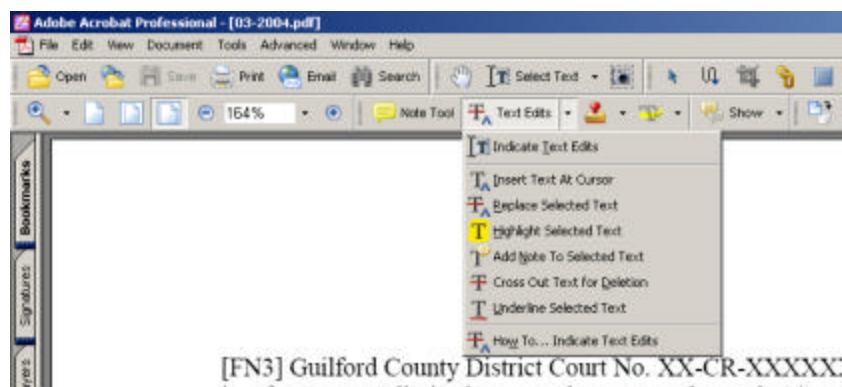 Adobe Acrobat Professional - [03-2004.pdf]
File Edit View Document Tools Advanced Window Help
Open Save Print Email Search Select Text
164% Note Tool Text Edits Show
Indicate Text Edits
Insert Text At Cursor
Replace Selected Text
Highlight Selected Text
Add Note To Selected Text
Cross Out Text for Deletion
Underline Selected Text
How To... Indicate Text Edits
Bookmarks
Signatures
[FN3] Guilford County District Court No. XX-CR-XXXXXX